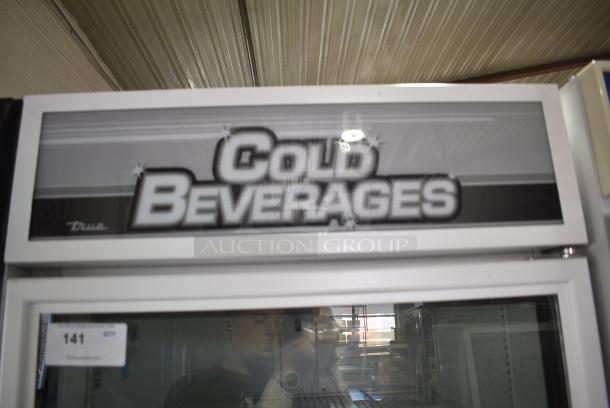 COLD
BEVERAGES
true
AUCTION GROUP
141